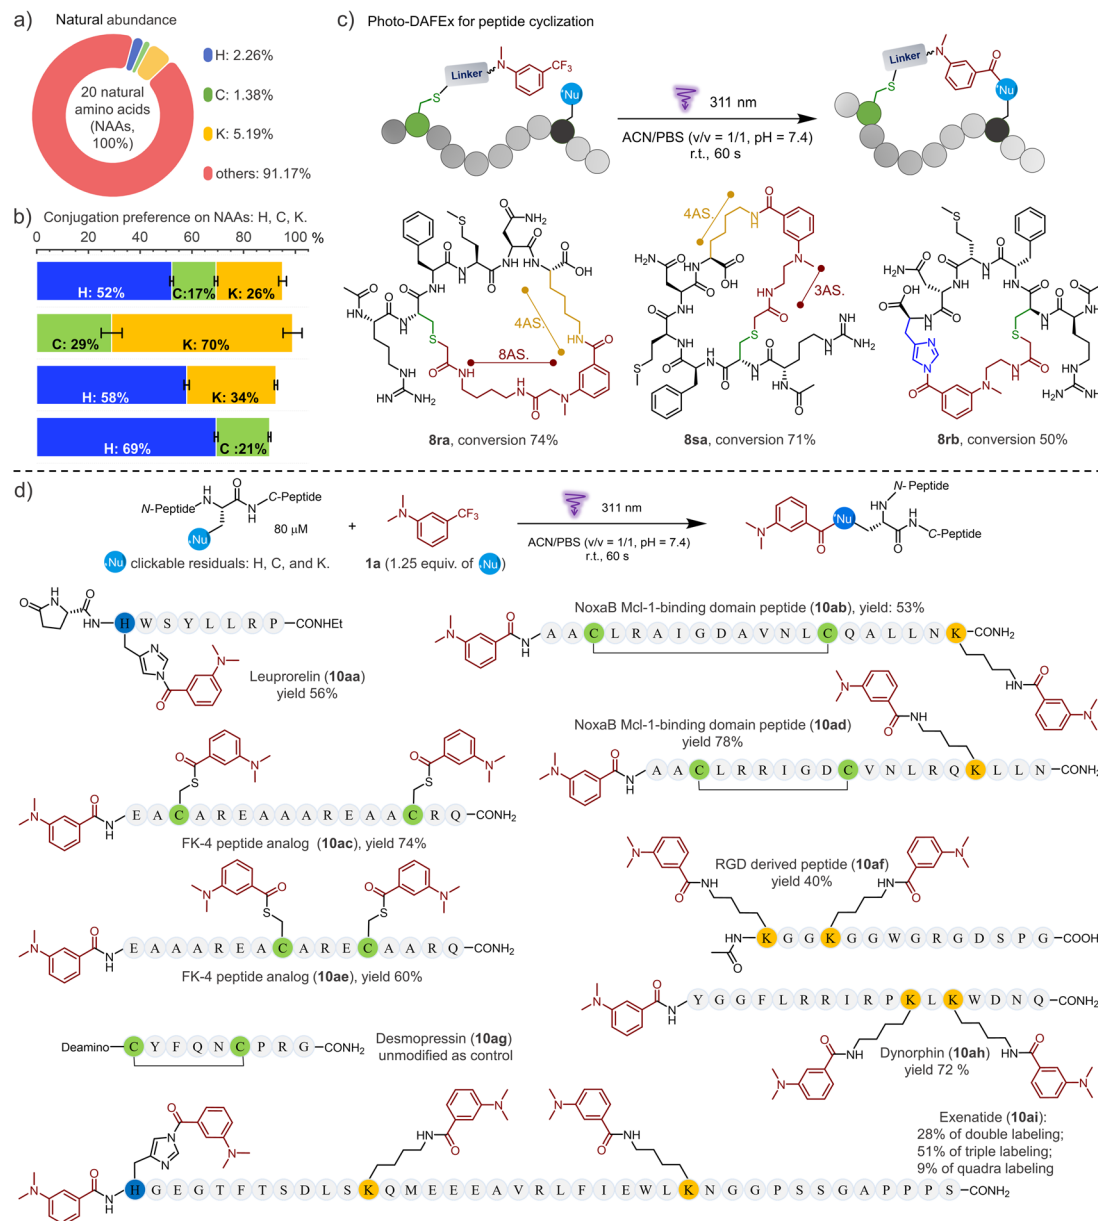 a)
Natural abundance
20 natural
amino acids
(NAAs,
100%)
H: 2.26%
C: 1.38%
K: 5.19%
others: 91.17%
b)
Conjugation preference on NAAs: H, C, K.
0 20 40 60 80 100 %
H: 52% C:17% K: 26%
C: 29% K: 70%
H: 58% K: 34%
H: 69% C :21%
c)
Photo-DAFEx for peptide cyclization
Linker N CF₃
S
Nu
311 nm
ACN/PBS (v/v = 1/1, pH = 7.4)
r.t., 60 s
Linker N O
S
Nu
4AS.
8AS.
8ra, conversion 74%
4AS.
3AS.
8sa, conversion 71%
8rb, conversion 50%
d)
N-Peptide
C-Peptide
Nu
80 μM
Nu clickable residuals: H, C, and K.
+
CF₃
1a (1.25 equiv. of Nu)
311 nm
ACN/PBS (v/v = 1/1, pH = 7.4)
r.t., 60 s
N-Peptide
Nu
C-Peptide
H W S Y L L R P CONHEt
Leuprorelin (10aa)
yield 56%
NoxaB Mcl-1-binding domain peptide (10ab), yield: 53%
A A C L R A I G D A V N L C Q A L L N K CONH₂
NoxaB Mcl-1-binding domain peptide (10ad)
yield 78%
A A C L R R I G D C V N L R Q K L L N CONH₂
E A C A R E A A A R E A A C R Q CONH₂
FK-4 peptide analog (10ac), yield 74%
RGD derived peptide (10af)
yield 40%
K G G K G G W G R G D S P G COOH
E A A A R E A C A R E C A A R Q CONH₂
FK-4 peptide analog (10ae), yield 60%
Y G G F L R R I R P K L K W D N Q CONH₂
Dynorphin (10ah)
yield 72 %
Deamino C Y F Q N C P R G CONH₂
Desmopressin (10ag)
unmodified as control
Exenatide (10ai):
28% of double labeling;
51% of triple labeling;
9% of quadra labeling
H G E G T F T S D L S K Q M E E E A V R L F I E W L K N G G P S S G A P P P S CONH₂